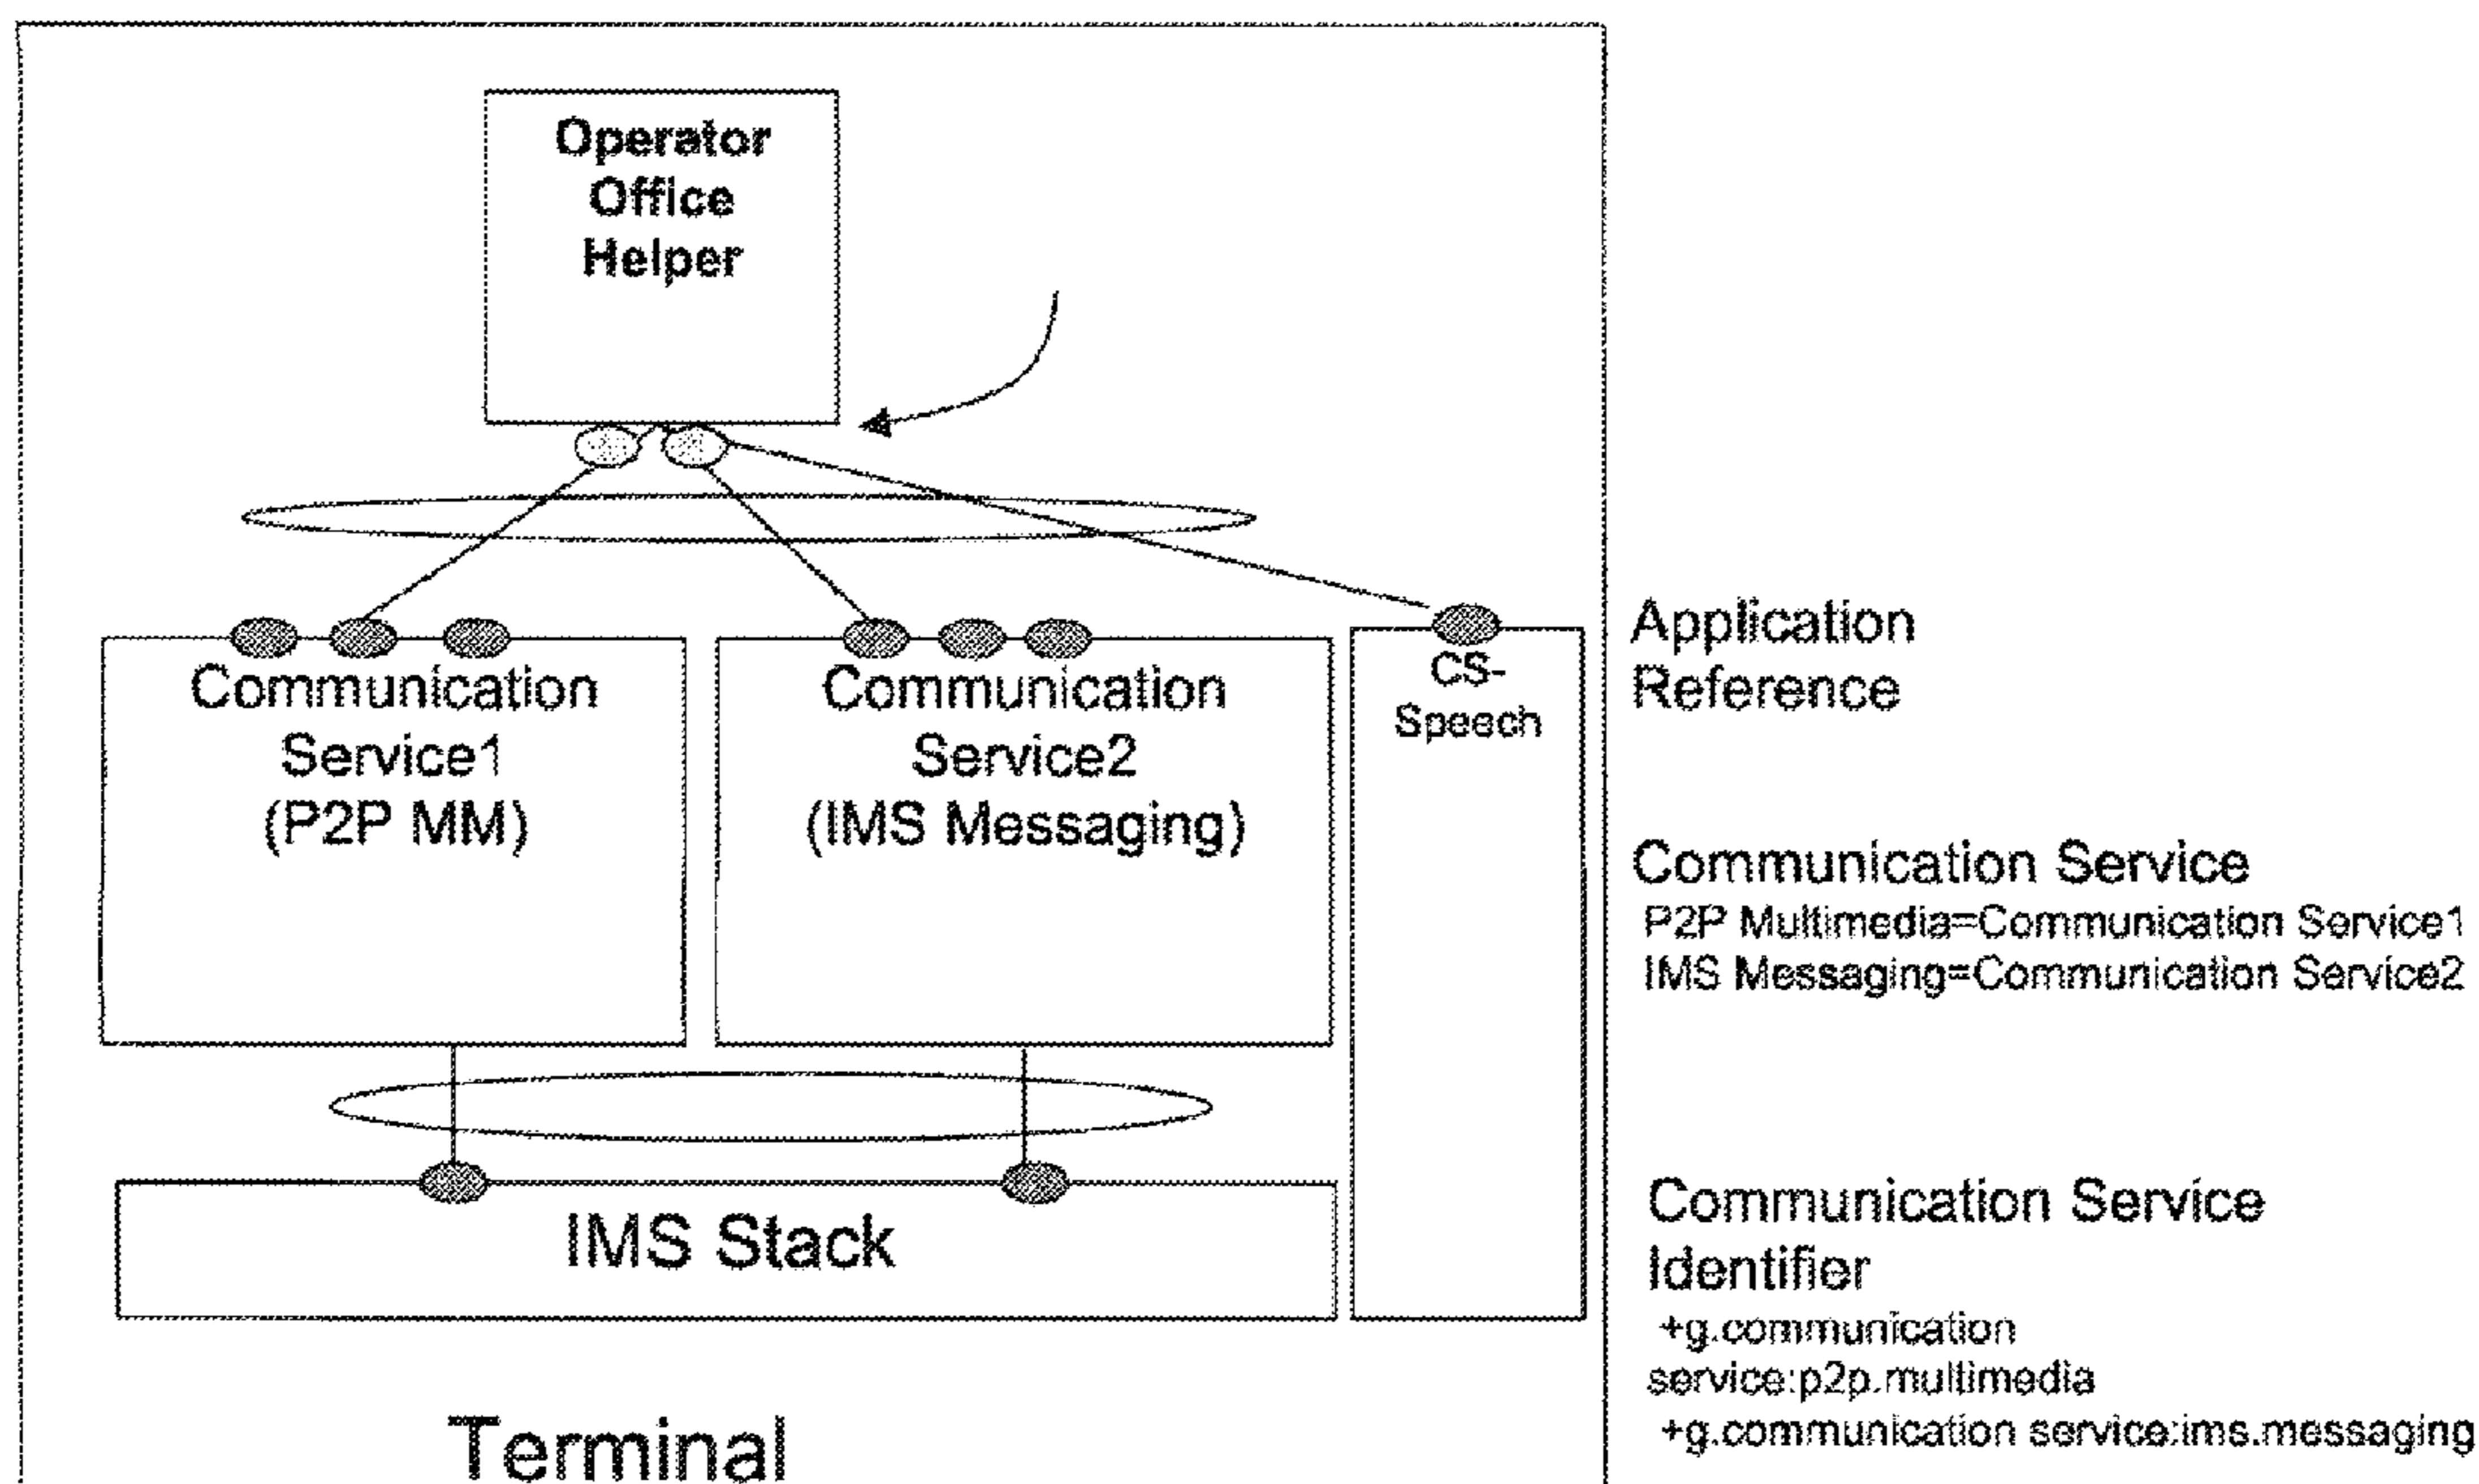 Operator
Office
Helper
Communication
Service1
(P2P MM)
Communication
Service2
(IMS Messaging)
CS-
Speech
Application
Reference
Communication Service
P2P Multimedia=Communication Service1
IMS Messaging=Communication Service2
IMS Stack
Communication Service
Identifier
+g.communication
service:p2p.multimedia
+g.communication service:ims.messaging
Terminal